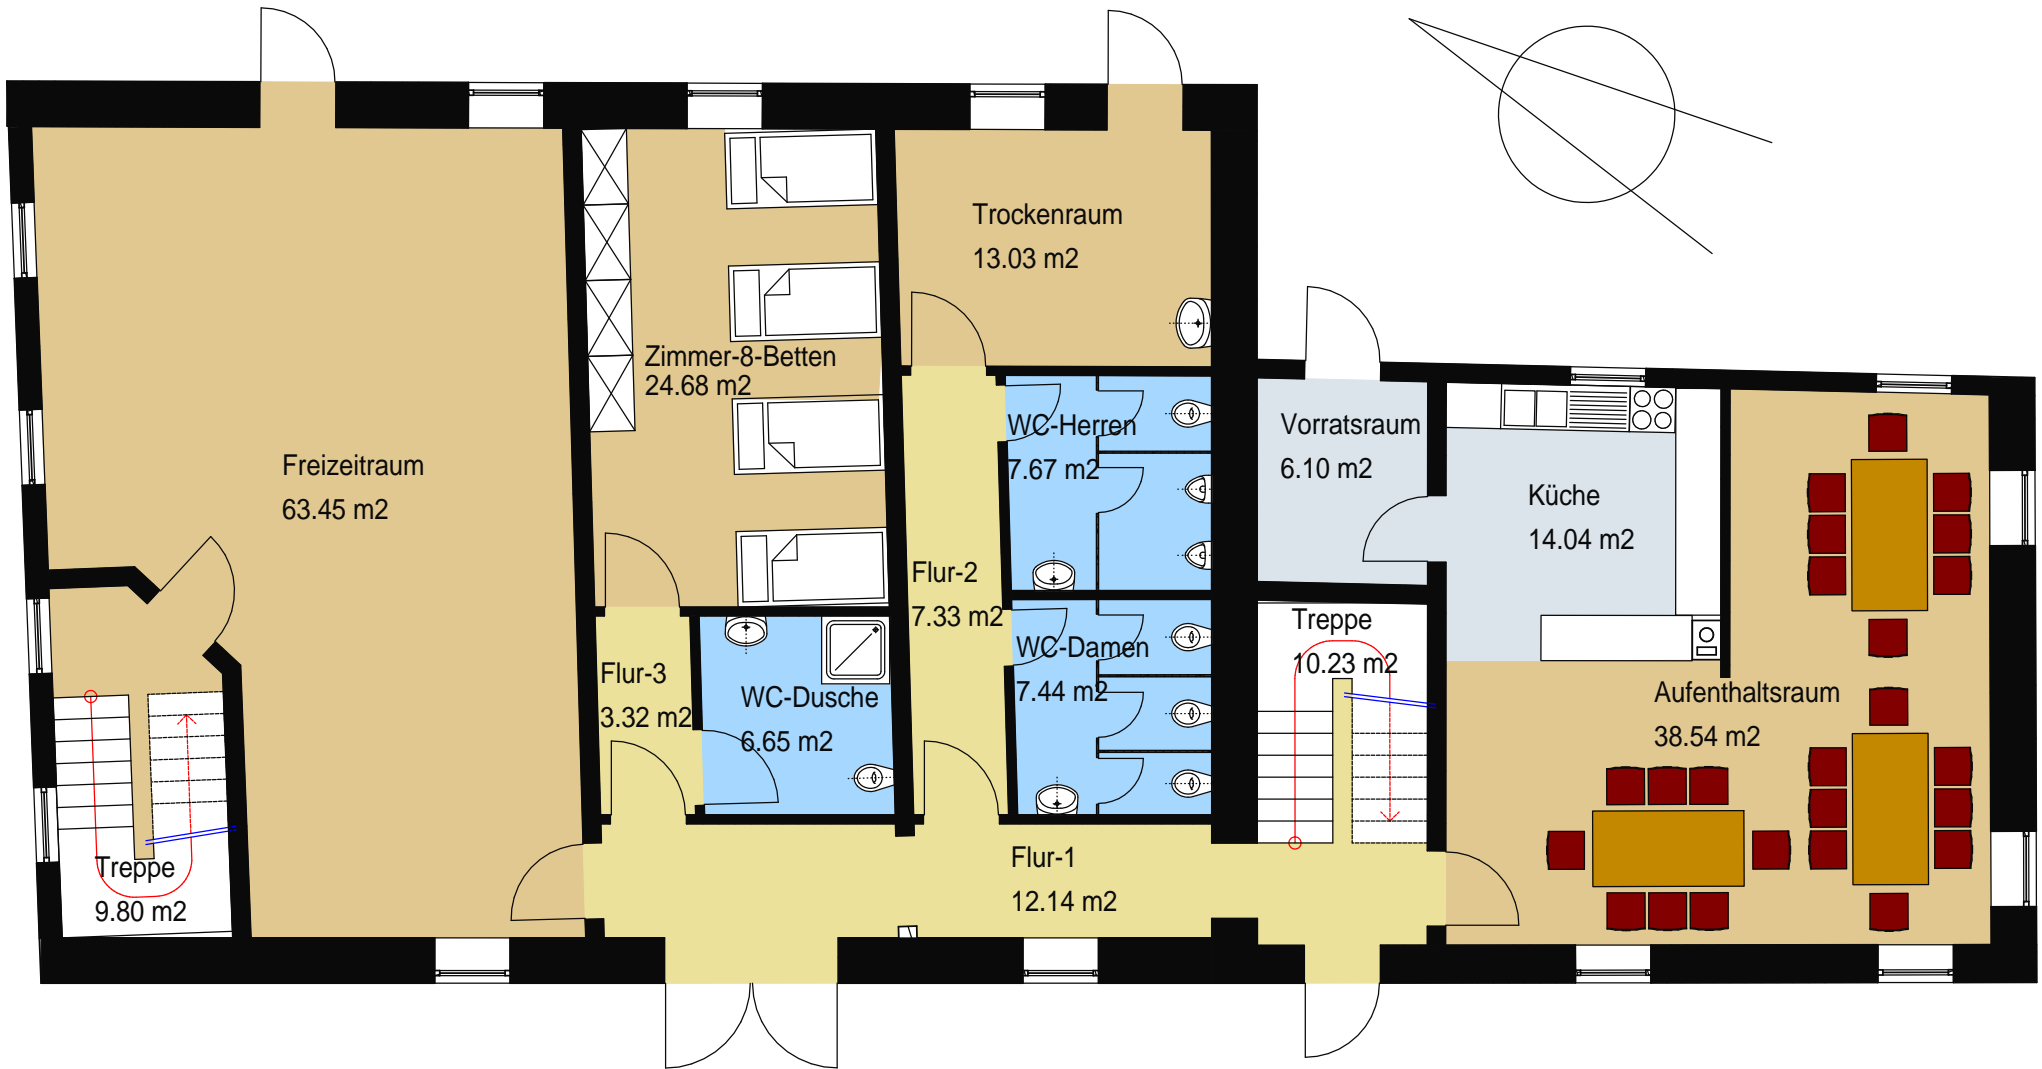 Trockenraum
13.03 m2
Zimmer-8-Betten
24.68 m2
Freizeitraum
63.45 m2
WC-Herren
7.67 m2
Vorratsraum
6.10 m2
Küche
14.04 m2
Flur-2
7.33 m2
Treppe
10.23 m2
WC-Damen
7.44 m2
Flur-3
3.32 m2
WC-Dusche
6.65 m2
Aufenthaltsraum
38.54 m2
Treppe
9.80 m2
Flur-1
12.14 m2